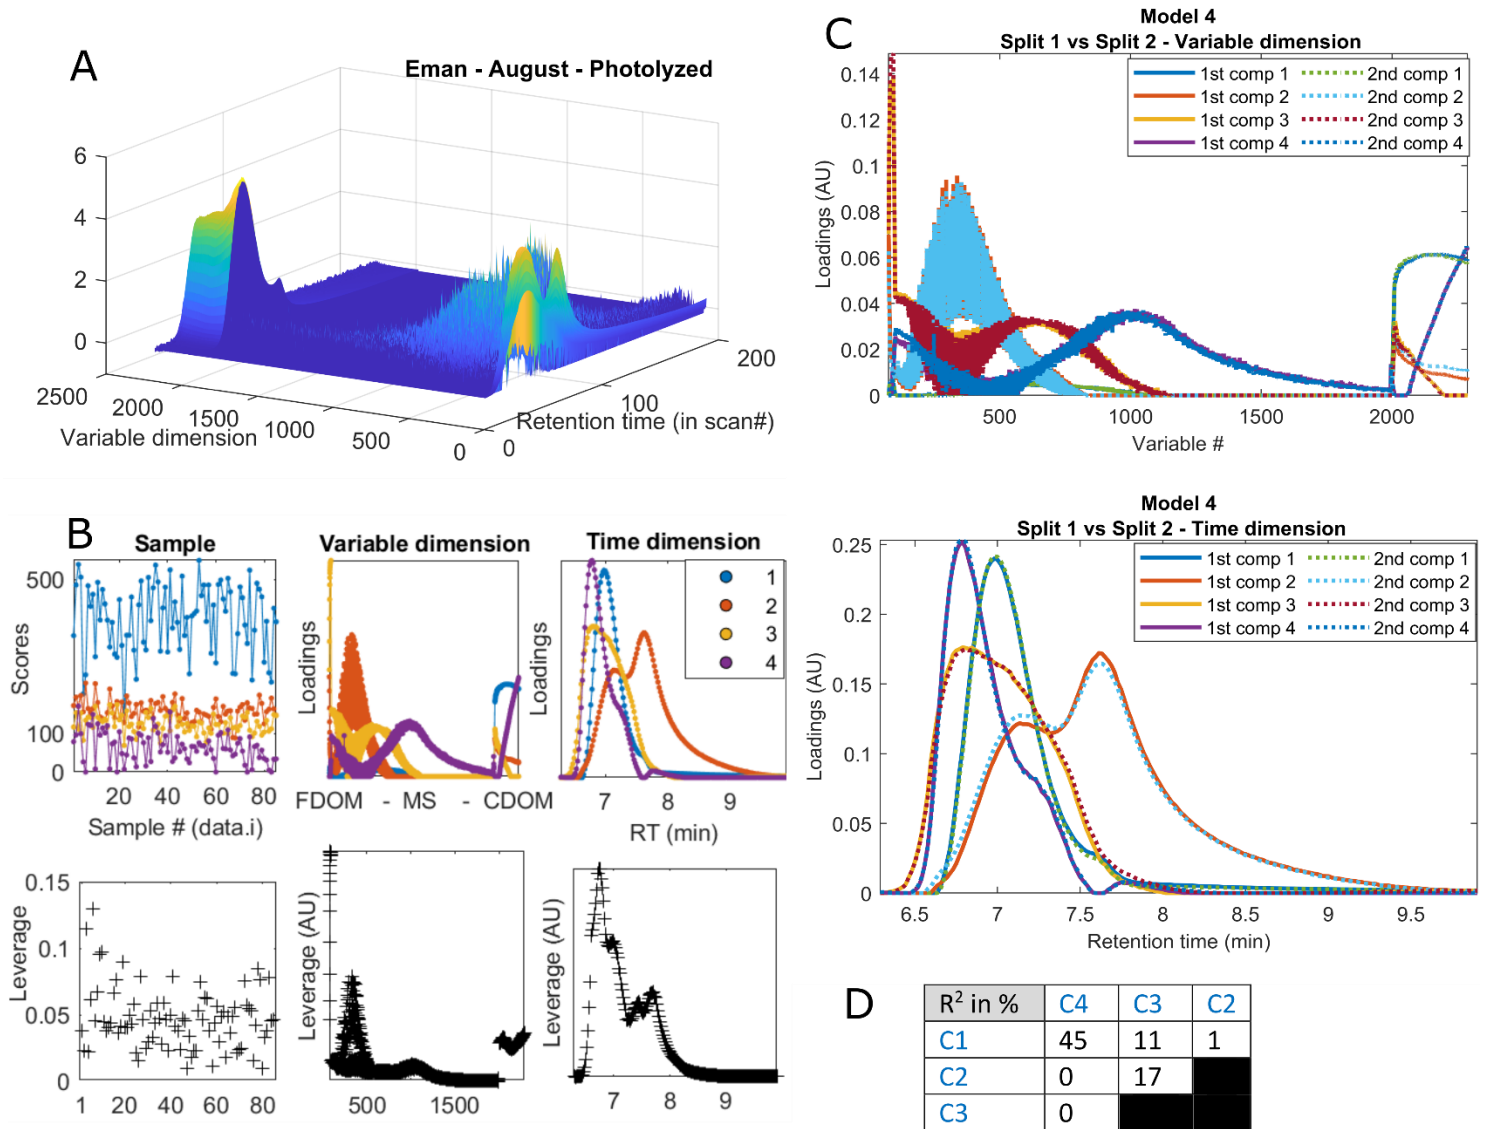 A
Eman - August - Photolyzed
6
4
2
0
2500
2000
1500
1000
500
0
Variable dimension
0
100
200
Retention time (in scan#)
B
Sample
Scores
500
100
0
20
40
60
80
Sample # (data.i)
Variable dimension
Loadings
FDOM - MS - CDOM
Time dimension
Loadings
1
2
3
4
7
8
9
RT (min)
Leverage
0.15
0.1
0.05
0
1
20
40
60
80
Leverage (AU)
500
1500
Leverage (AU)
7
8
9
C
Model 4
Split 1 vs Split 2 - Variable dimension
1st comp 1
2nd comp 1
1st comp 2
2nd comp 2
1st comp 3
2nd comp 3
1st comp 4
2nd comp 4
Loadings (AU)
0.14
0.12
0.1
0.08
0.06
0.04
0.02
0
500
1000
1500
2000
Variable #
Model 4
Split 1 vs Split 2 - Time dimension
1st comp 1
2nd comp 1
1st comp 2
2nd comp 2
1st comp 3
2nd comp 3
1st comp 4
2nd comp 4
Loadings (AU)
0.25
0.2
0.15
0.1
0.05
0
6.5
7
7.5
8
8.5
9
9.5
Retention time (min)
D
R² in % C4 C3 C2
C1 45 11 1
C2 0 17
C3 0